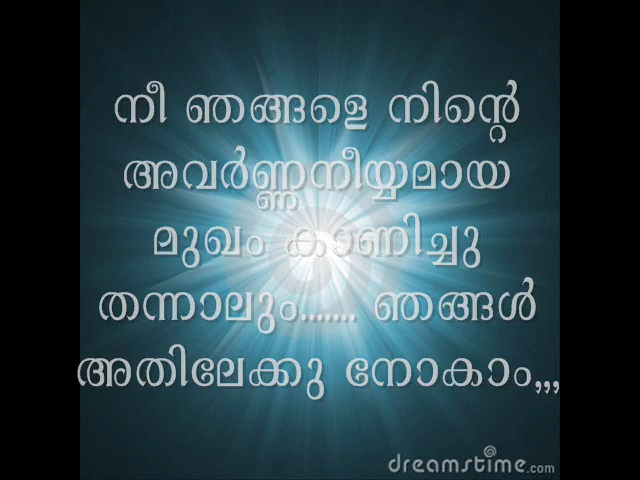 നീ ഞങ്ങളെ നിന്റെ
അവർണ്ണനീയ്യമായ
മുഖം കാണിച്ചു
തന്നാലും....... ഞങ്ങൾ
അതിലേക്കു നോകാം,,,
dreamstime.com